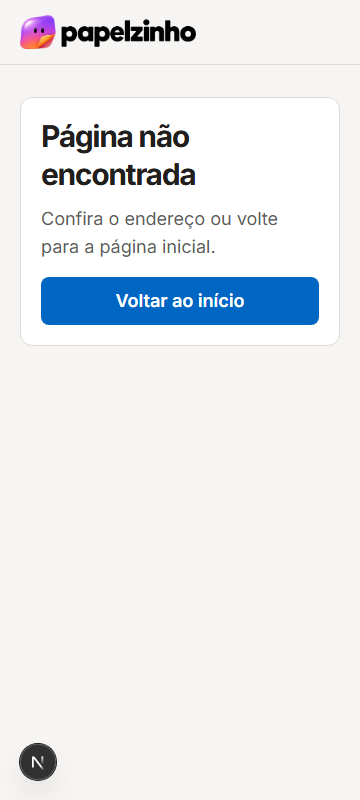 papelzinho
Página não
encontrada
Confira o endereço ou volte
para a página inicial.
Voltar ao início
N